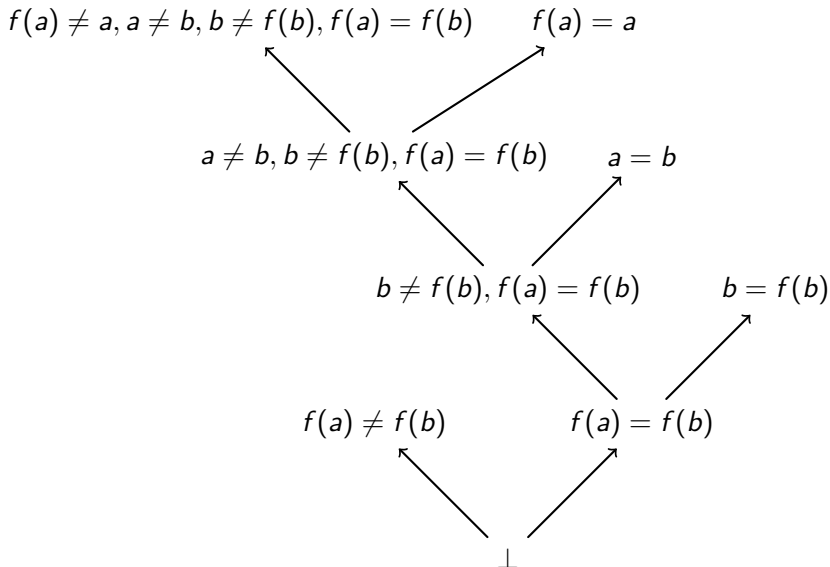 f(a) ≠ a, a ≠ b, b ≠ f(b), f(a) = f(b) f(a) = a
a ≠ b, b ≠ f(b), f(a) = f(b) a = b
b ≠ f(b), f(a) = f(b) b = f(b)
f(a) ≠ f(b) f(a) = f(b)
⊥